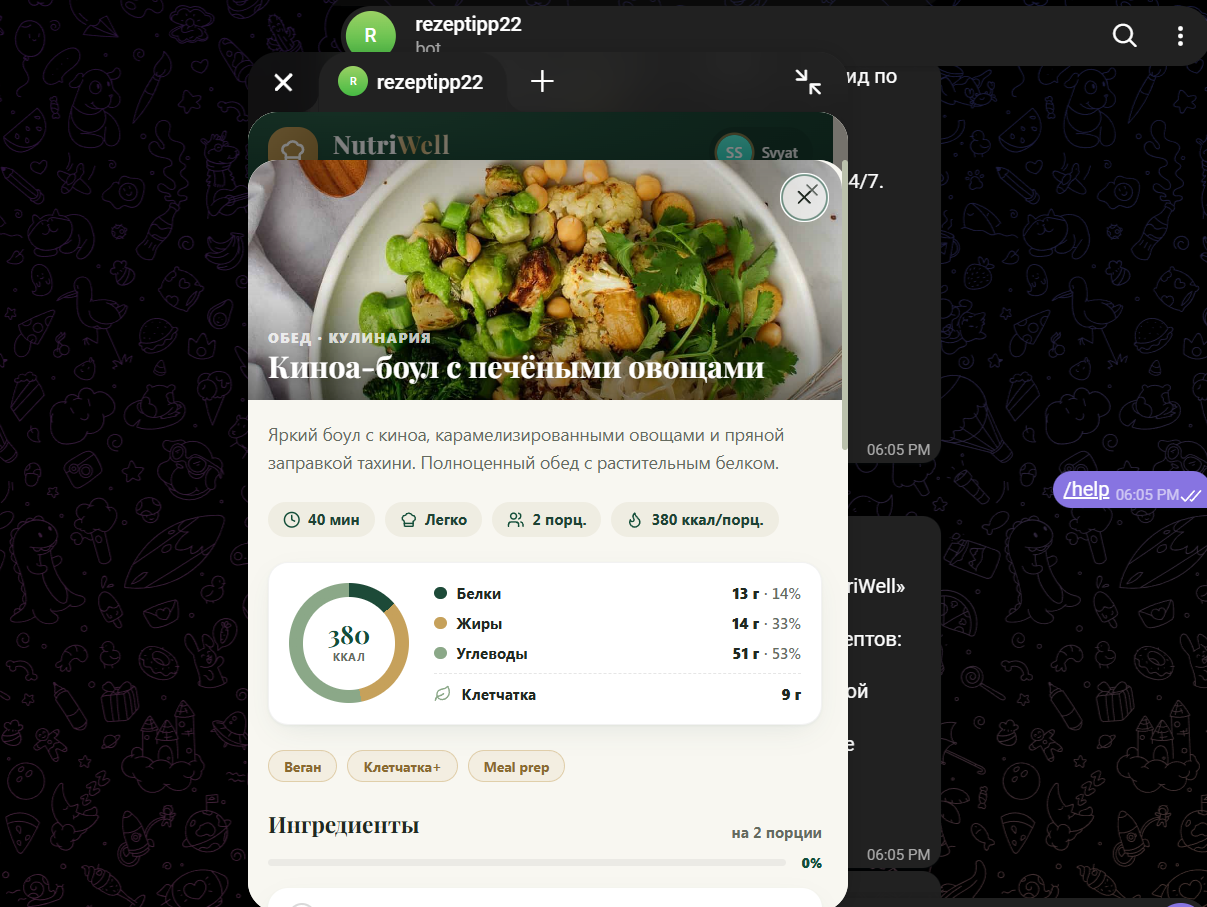 R
rezeptipp22
bot
R
rezeptipp22
ид по
NutriWell
SS
Svyat
4/7.
ОБЕД · КУЛИНАРИЯ
Киноа-боул с печёными овощами
Яркий боул с киноа, карамелизированными овощами и пряной
заправкой тахини. Полноценный обед с растительным белком.
06:05 PM
/help 06:05 PM
40 мин
Легко
2 порц.
380 ккал/порц.
380
ККАЛ
Белки 13 г · 14%
Жиры 14 г · 33%
Углеводы 51 г · 53%
Клетчатка 9 г
riWell»
ептов:
ой
е
Веган
Клетчатка+
Meal prep
Ингредиенты
на 2 порции
0%
06:05 PM